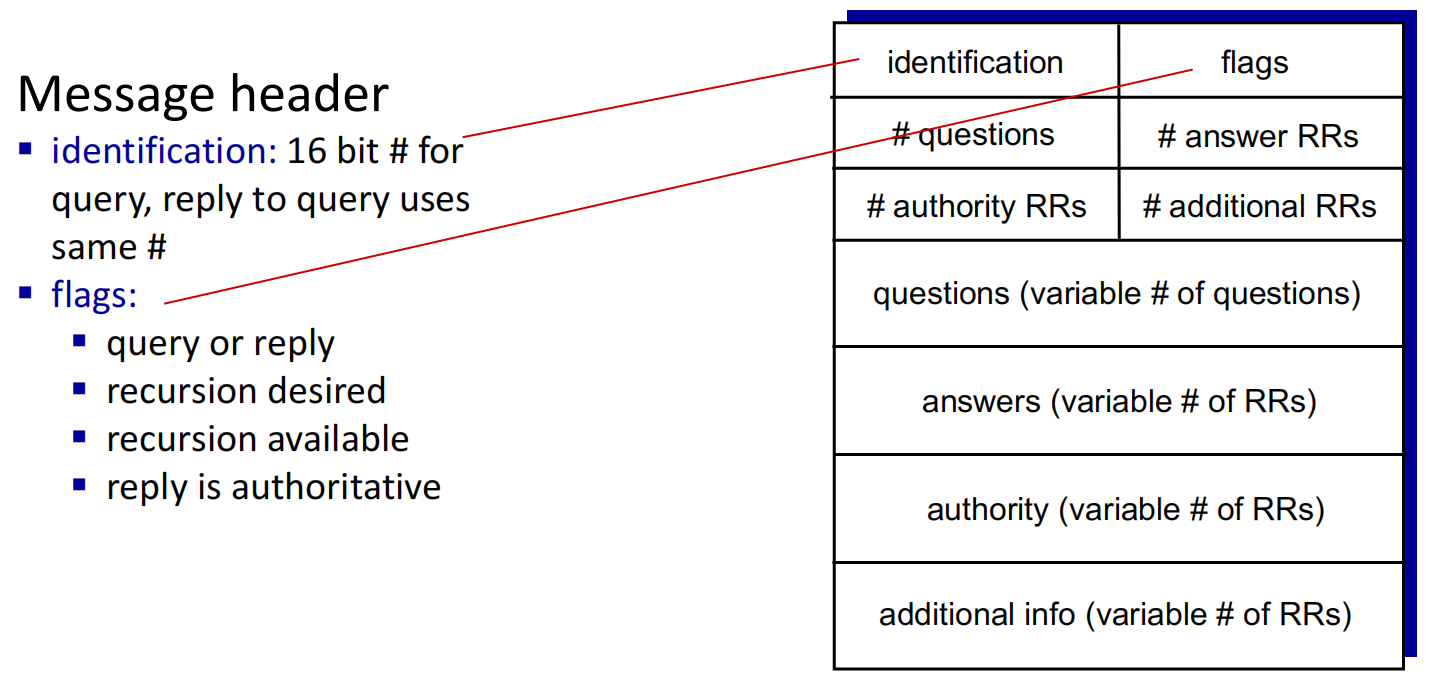 Message header
identification: 16 bit # for
query, reply to query uses
same #
flags:
query or reply
recursion desired
recursion available
reply is authoritative
identification
flags
# questions
# answer RRs
# authority RRs
# additional RRs
questions (variable # of questions)
answers (variable # of RRs)
authority (variable # of RRs)
additional info (variable # of RRs)